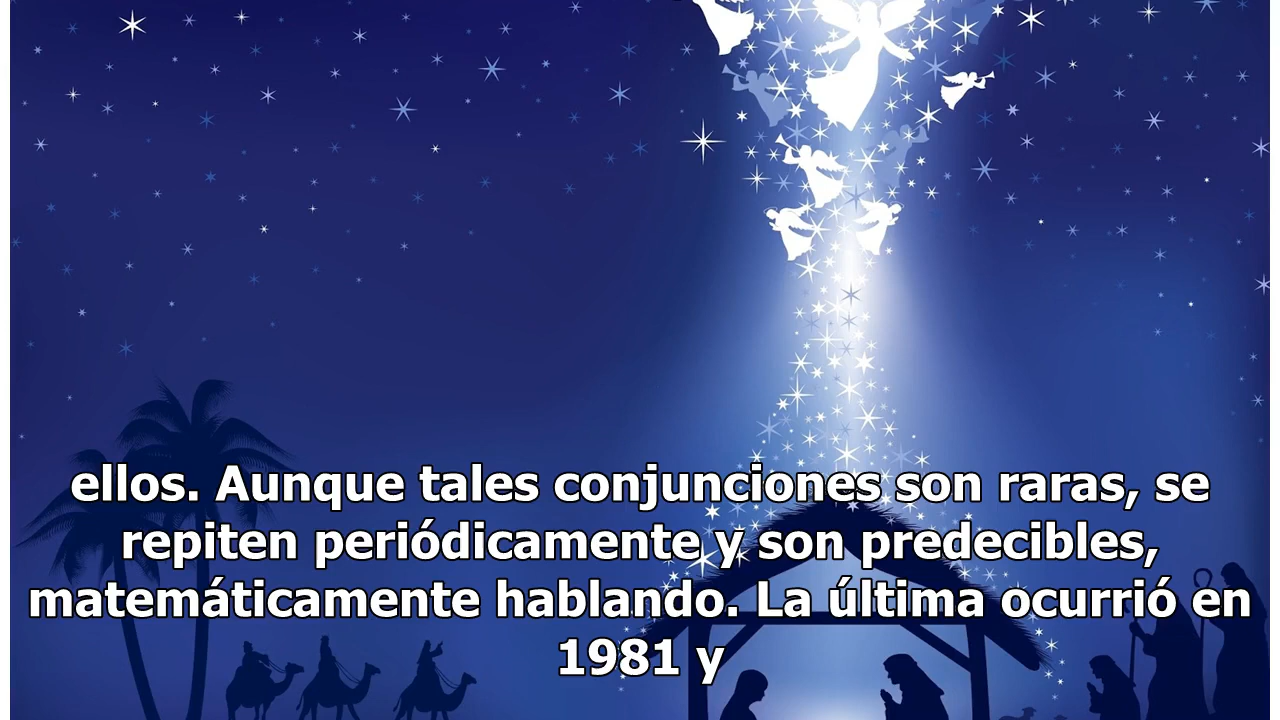 ellos. Aunque tales conjunciones son raras, se
repiten periódicamente y son predecibles,
matemáticamente hablando. La última ocurrió en
1981 y